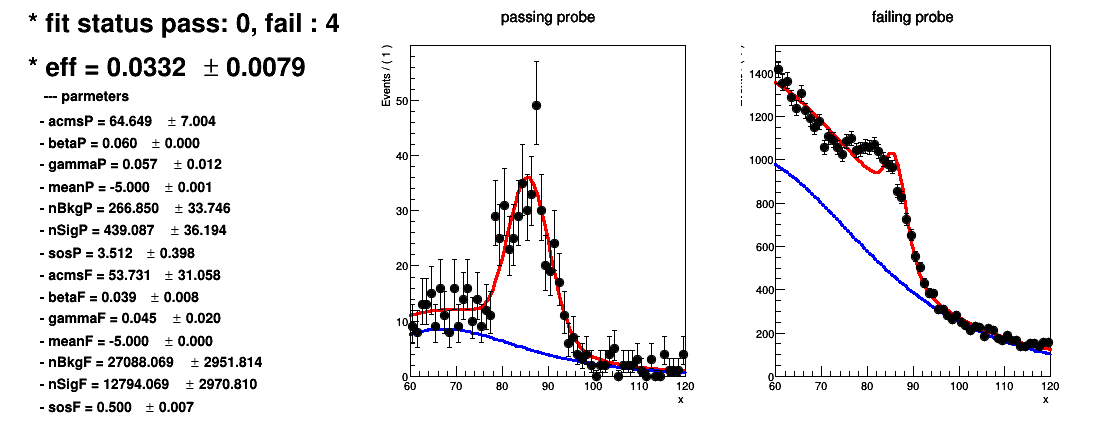 * fit status pass: 0, fail : 4
* eff = 0.0332 ± 0.0079
--- parmeters
- acmsP = 64.649 ± 7.004
- betaP = 0.060 ± 0.000
- gammaP = 0.057 ± 0.012
- meanP = -5.000 ± 0.001
- nBkgP = 266.850 ± 33.746
- nSigP = 439.087 ± 36.194
- sosP = 3.512 ± 0.398
- acmsF = 53.731 ± 31.058
- betaF = 0.039 ± 0.008
- gammaF = 0.045 ± 0.020
- meanF = -5.000 ± 0.000
- nBkgF = 27088.069 ± 2951.814
- nSigF = 12794.069 ± 2970.810
- sosF = 0.500 ± 0.007
passing probe
Events / ( 1 )
50
40
30
20
10
0
60 70 80 90 100 110 120
x
failing probe
1400
1200
1000
800
600
400
200
0
60 70 80 90 100 110 120
x